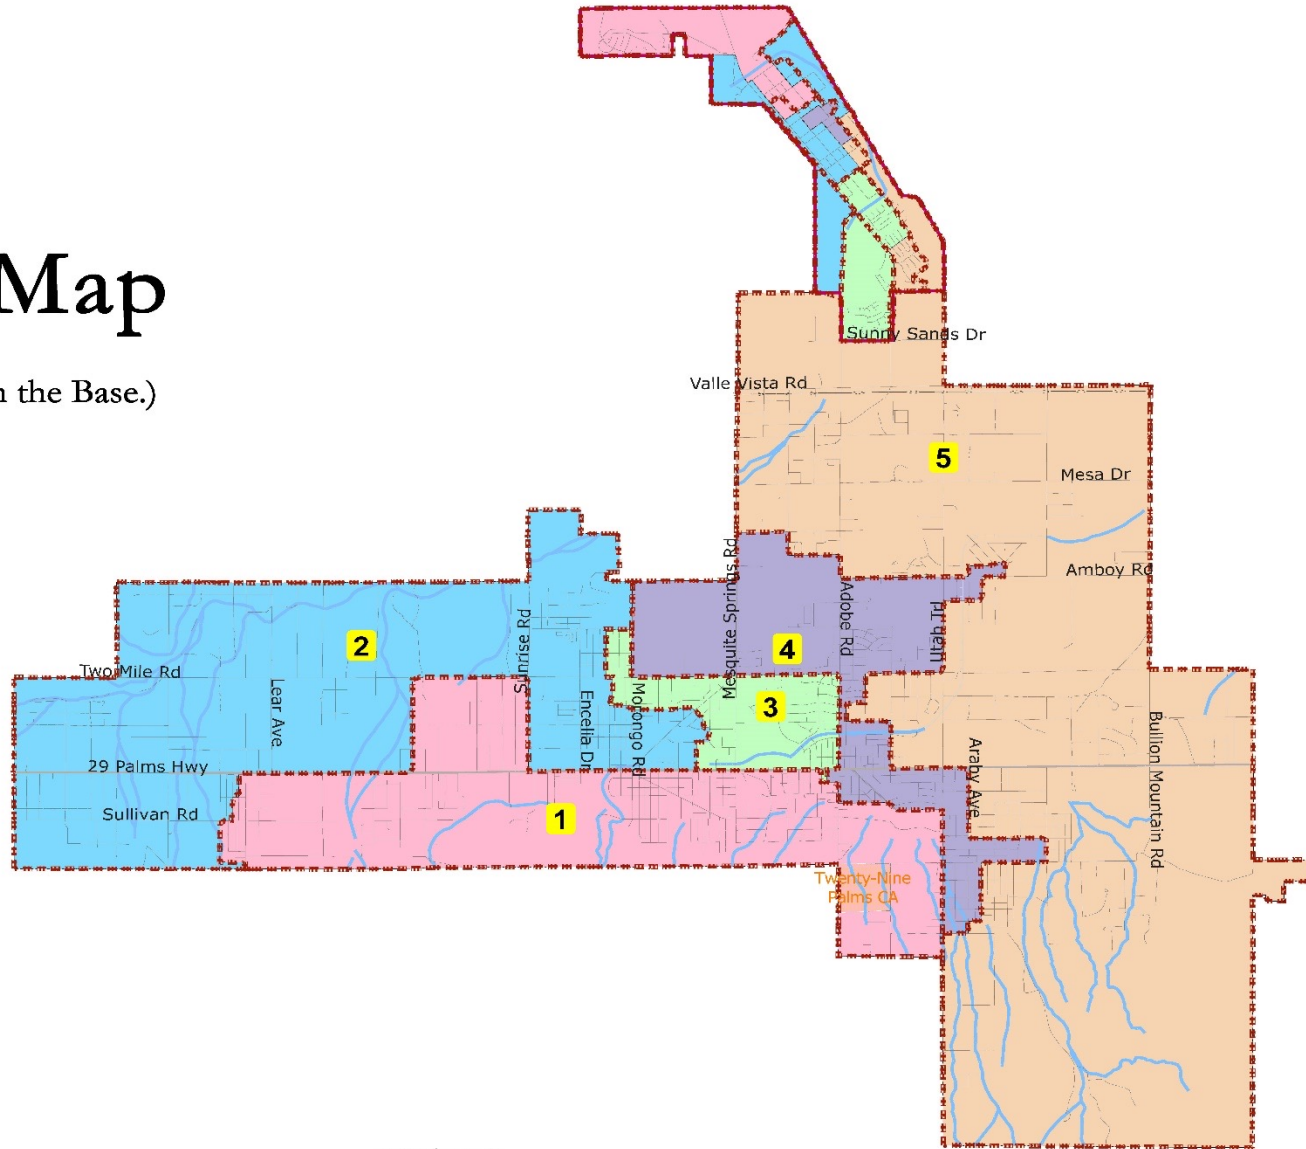 Map
n the Base.)
Sunny Sands Dr
Valle Vista Rd
5
Mesa Dr
Amboy Rd
Mesquite Springs Rd
Adobe Rd
Utah Trl
Sunrise Rd
2
4
Two Mile Rd
Lear Ave
Encelia Dr
Morongo Rd
3
29 Palms Hwy
Araby Ave
Bullion Mountain Rd
Sullivan Rd
1
Twenty-Nine
Palms CA